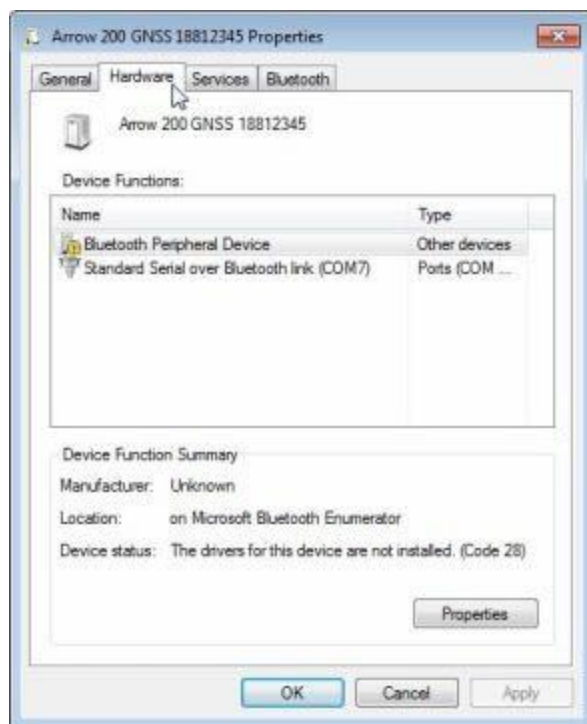 Arrow 200 GNSS 18812345 Properties
General Hardware Services Bluetooth
Arrow 200 GNSS 18812345
Device Functions:
Name Type
Bluetooth Peripheral Device Other devices
Standard Serial over Bluetooth link (COM7) Ports (COM ...
Device Function Summary
Manufacturer: Unknown
Location: on Microsoft Bluetooth Enumerator
Device status: The drivers for this device are not installed. (Code 28)
Properties
OK Cancel Apply